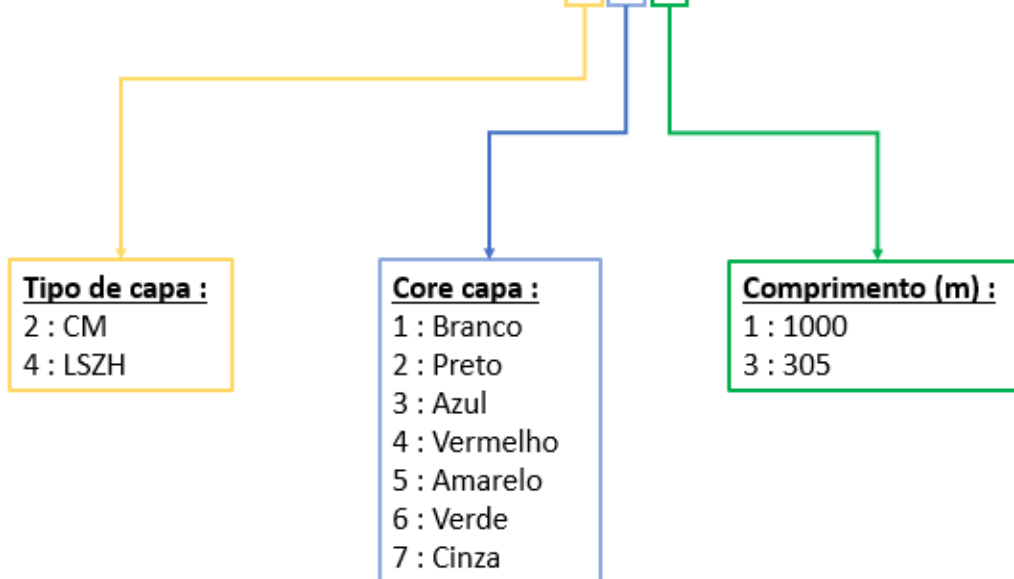 Tipo de capa :
2 : CM
4 : LSZH
Core capa :
1 : Branco
2 : Preto
3 : Azul
4 : Vermelho
5 : Amarelo
6 : Verde
7 : Cinza
Comprimento (m) :
1 : 1000
3 : 305